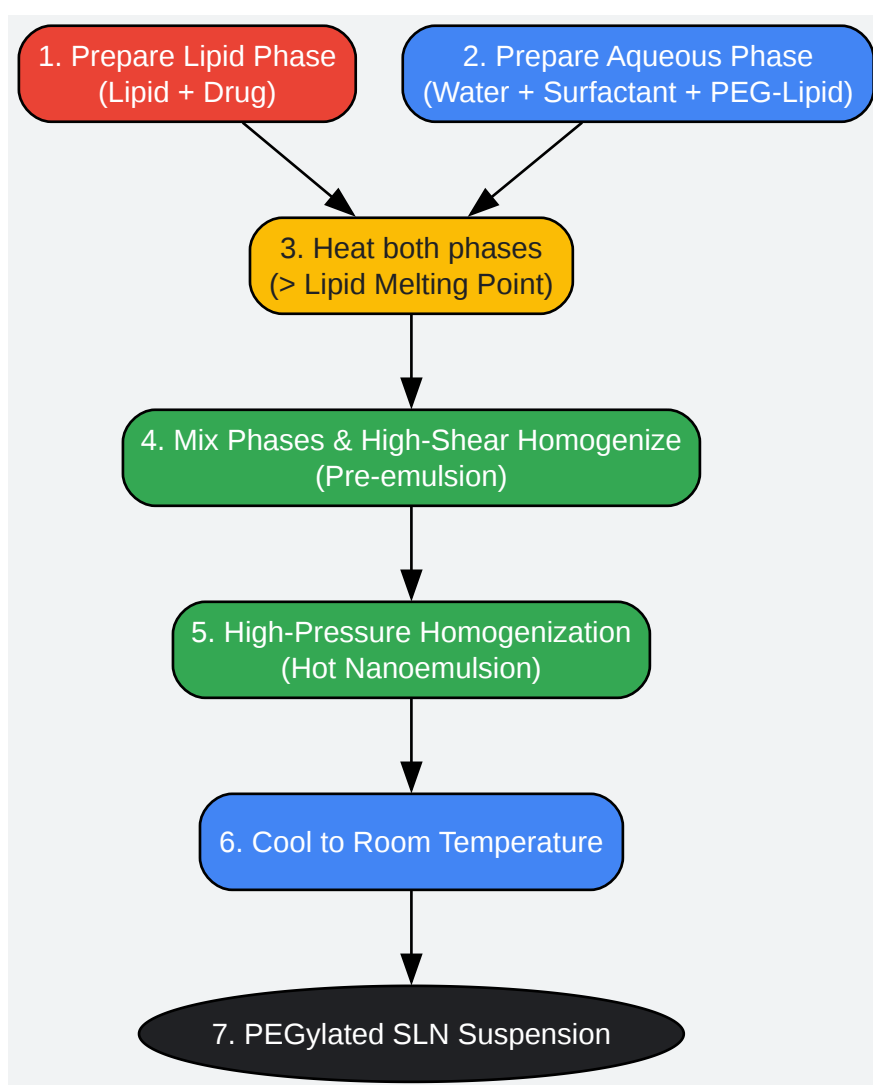 1. Prepare Lipid Phase
(Lipid + Drug)
2. Prepare Aqueous Phase
(Water + Surfactant + PEG-Lipid)
3. Heat both phases
(> Lipid Melting Point)
4. Mix Phases & High-Shear Homogenize
(Pre-emulsion)
5. High-Pressure Homogenization
(Hot Nanoemulsion)
6. Cool to Room Temperature
7. PEGylated SLN Suspension